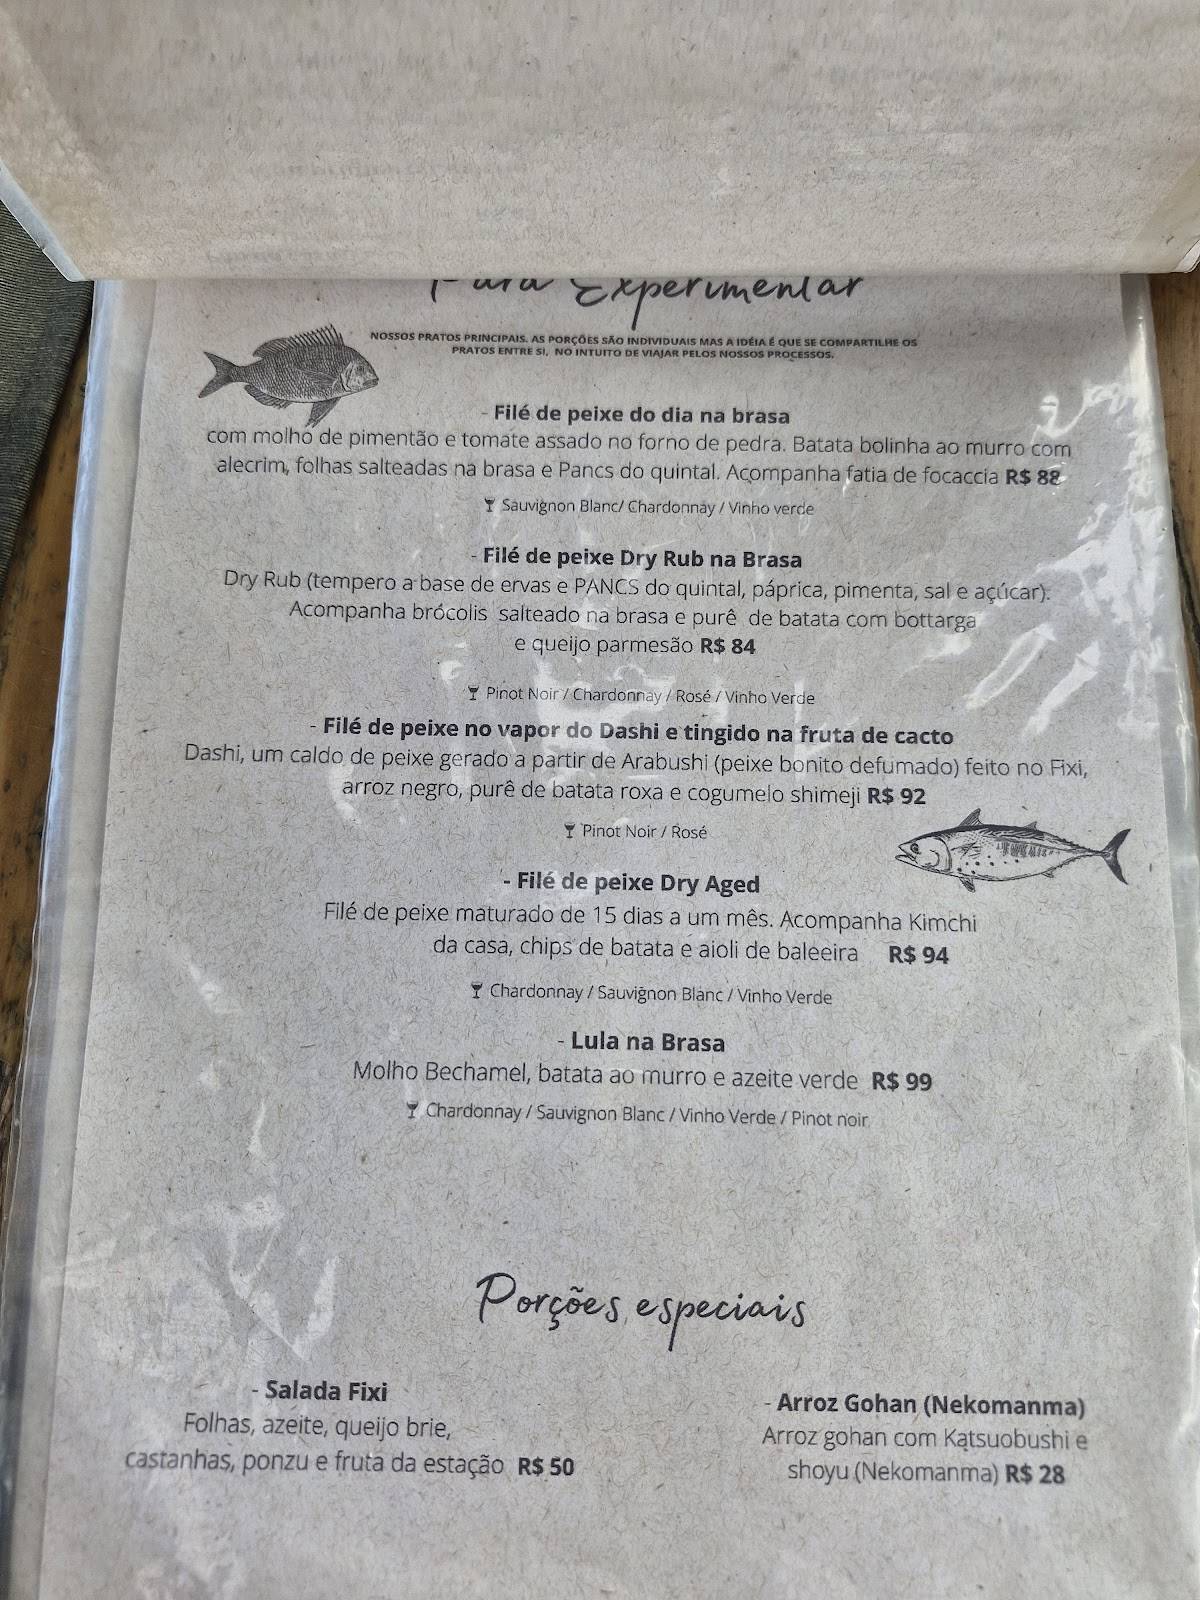 Para Experimentar
NOSSOS PRATOS PRINCIPAIS. AS PORÇÕES SÃO INDIVIDUAIS MAS A IDÉIA É QUE SE COMPARTILHE OS
PRATOS ENTRE SI, NO INTUITO DE VIAJAR PELOS NOSSOS PROCESSOS.
- Filé de peixe do dia na brasa
com molho de pimentão e tomate assado no forno de pedra. Batata bolinha ao murro com
alecrim, folhas salteadas na brasa e Pancs do quintal. Acompanha fatia de focaccia R$ 88
Sauvignon Blanc/ Chardonnay / Vinho verde
- Filé de peixe Dry Rub na Brasa
Dry Rub (tempero a base de ervas e PANCS do quintal, páprica, pimenta, sal e açúcar).
Acompanha brócolis salteado na brasa e purê de batata com bottarga
e queijo parmesão R$ 84
Pinot Noir / Chardonnay / Rosé / Vinho Verde
- Filé de peixe no vapor do Dashi e tingido na fruta de cacto
Dashi, um caldo de peixe gerado a partir de Arabushi (peixe bonito defumado) feito no Fixi,
arroz negro, purê de batata roxa e cogumelo shimeji R$ 92
Pinot Noir / Rosé
- Filé de peixe Dry Aged
Filé de peixe maturado de 15 dias a um mês. Acompanha Kimchi
da casa, chips de batata e aioli de baleeira R$ 94
Chardonnay / Sauvignon Blanc / Vinho Verde
- Lula na Brasa
Molho Bechamel, batata ao murro e azeite verde R$ 99
Chardonnay / Sauvignon Blanc / Vinho Verde / Pinot noir
Porções especiais
- Salada Fixi
Folhas, azeite, queijo brie,
castanhas, ponzu e fruta da estação R$ 50
- Arroz Gohan (Nekomanma)
Arroz gohan com Katsuobushi e
shoyu (Nekomanma) R$ 28